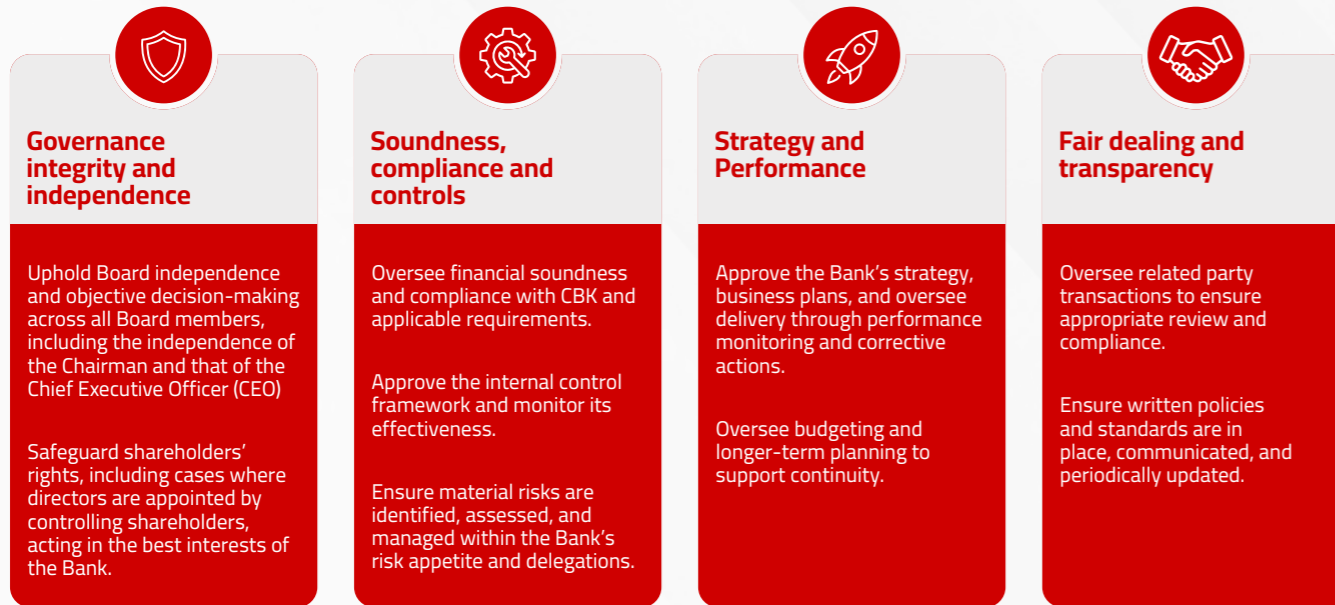 Governance
integrity and
independence
Uphold Board independence
and objective decision-making
across all Board members,
including the independence of
the Chairman and that of the
Chief Executive Officer (CEO)
Safeguard shareholders’
rights, including cases where
directors are appointed by
controlling shareholders,
acting in the best interests of
the Bank.
Soundness,
compliance and
controls
Oversee financial soundness
and compliance with CBK and
applicable requirements.
Approve the internal control
framework and monitor its
effectiveness.
Ensure material risks are
identified, assessed, and
managed within the Bank’s
risk appetite and delegations.
Strategy and
Performance
Approve the Bank’s strategy,
business plans, and oversee
delivery through performance
monitoring and corrective
actions.
Oversee budgeting and
longer-term planning to
support continuity.
Fair dealing and
transparency
Oversee related party
transactions to ensure
appropriate review and
compliance.
Ensure written policies
and standards are in
place, communicated, and
periodically updated.